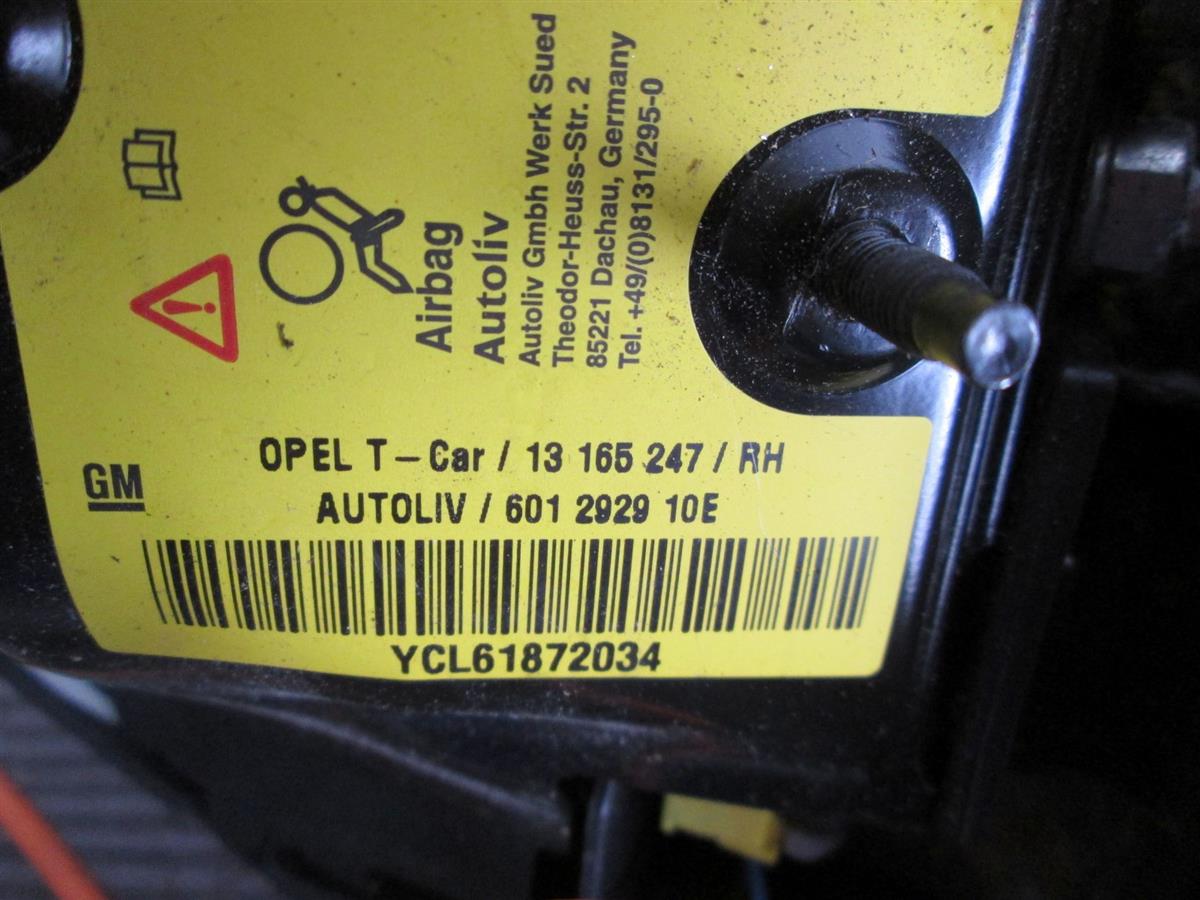 Airbag
Autoliv
Autoliv Gmbh Werk Sued
Theodor-Heuss-Str. 2
85221 Dachau, Germany
Tel. +49/(0)8131/295-0
GM
OPEL T-Car / 13 165 247 / RH
AUTOLIV / 601 2929 10E
YCL61872034